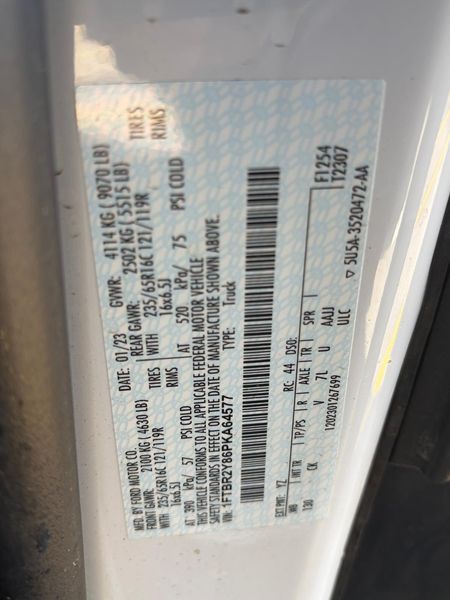 MFD. BY FORD MOTOR CO.
DATE: 01/23 GVWR: 4114 KG ( 9070 LB)
FRONT GAWR: 2100 KG ( 4630 LB) REAR GAWR: 2502 KG ( 5515 LB)
235/65R16C 121/119R TIRES WITH 235/65R16C 121/119R TIRES
16x6.5J RIMS 16x6.5J RIMS
AT 390 kPa/ 57 PSI COLD AT 520 kPa/ 75 PSI COLD
THIS VEHICLE CONFORMS TO ALL APPLICABLE FEDERAL MOTOR VEHICLE
SAFETY STANDARDS IN EFFECT ON THE DATE OF MANUFACTURE SHOWN ABOVE.
VIN: 1FTBR2Y86PKA64577
TYPE: Truck
F1254
T2307
EXT PNT: YZ RC: 44 DSO:
WB INT TR TP/PS R AXLE TR SPR
130 CK V 7L U AAUJ
1202301267699 ULC
▽ 5U5A-3520472-AA